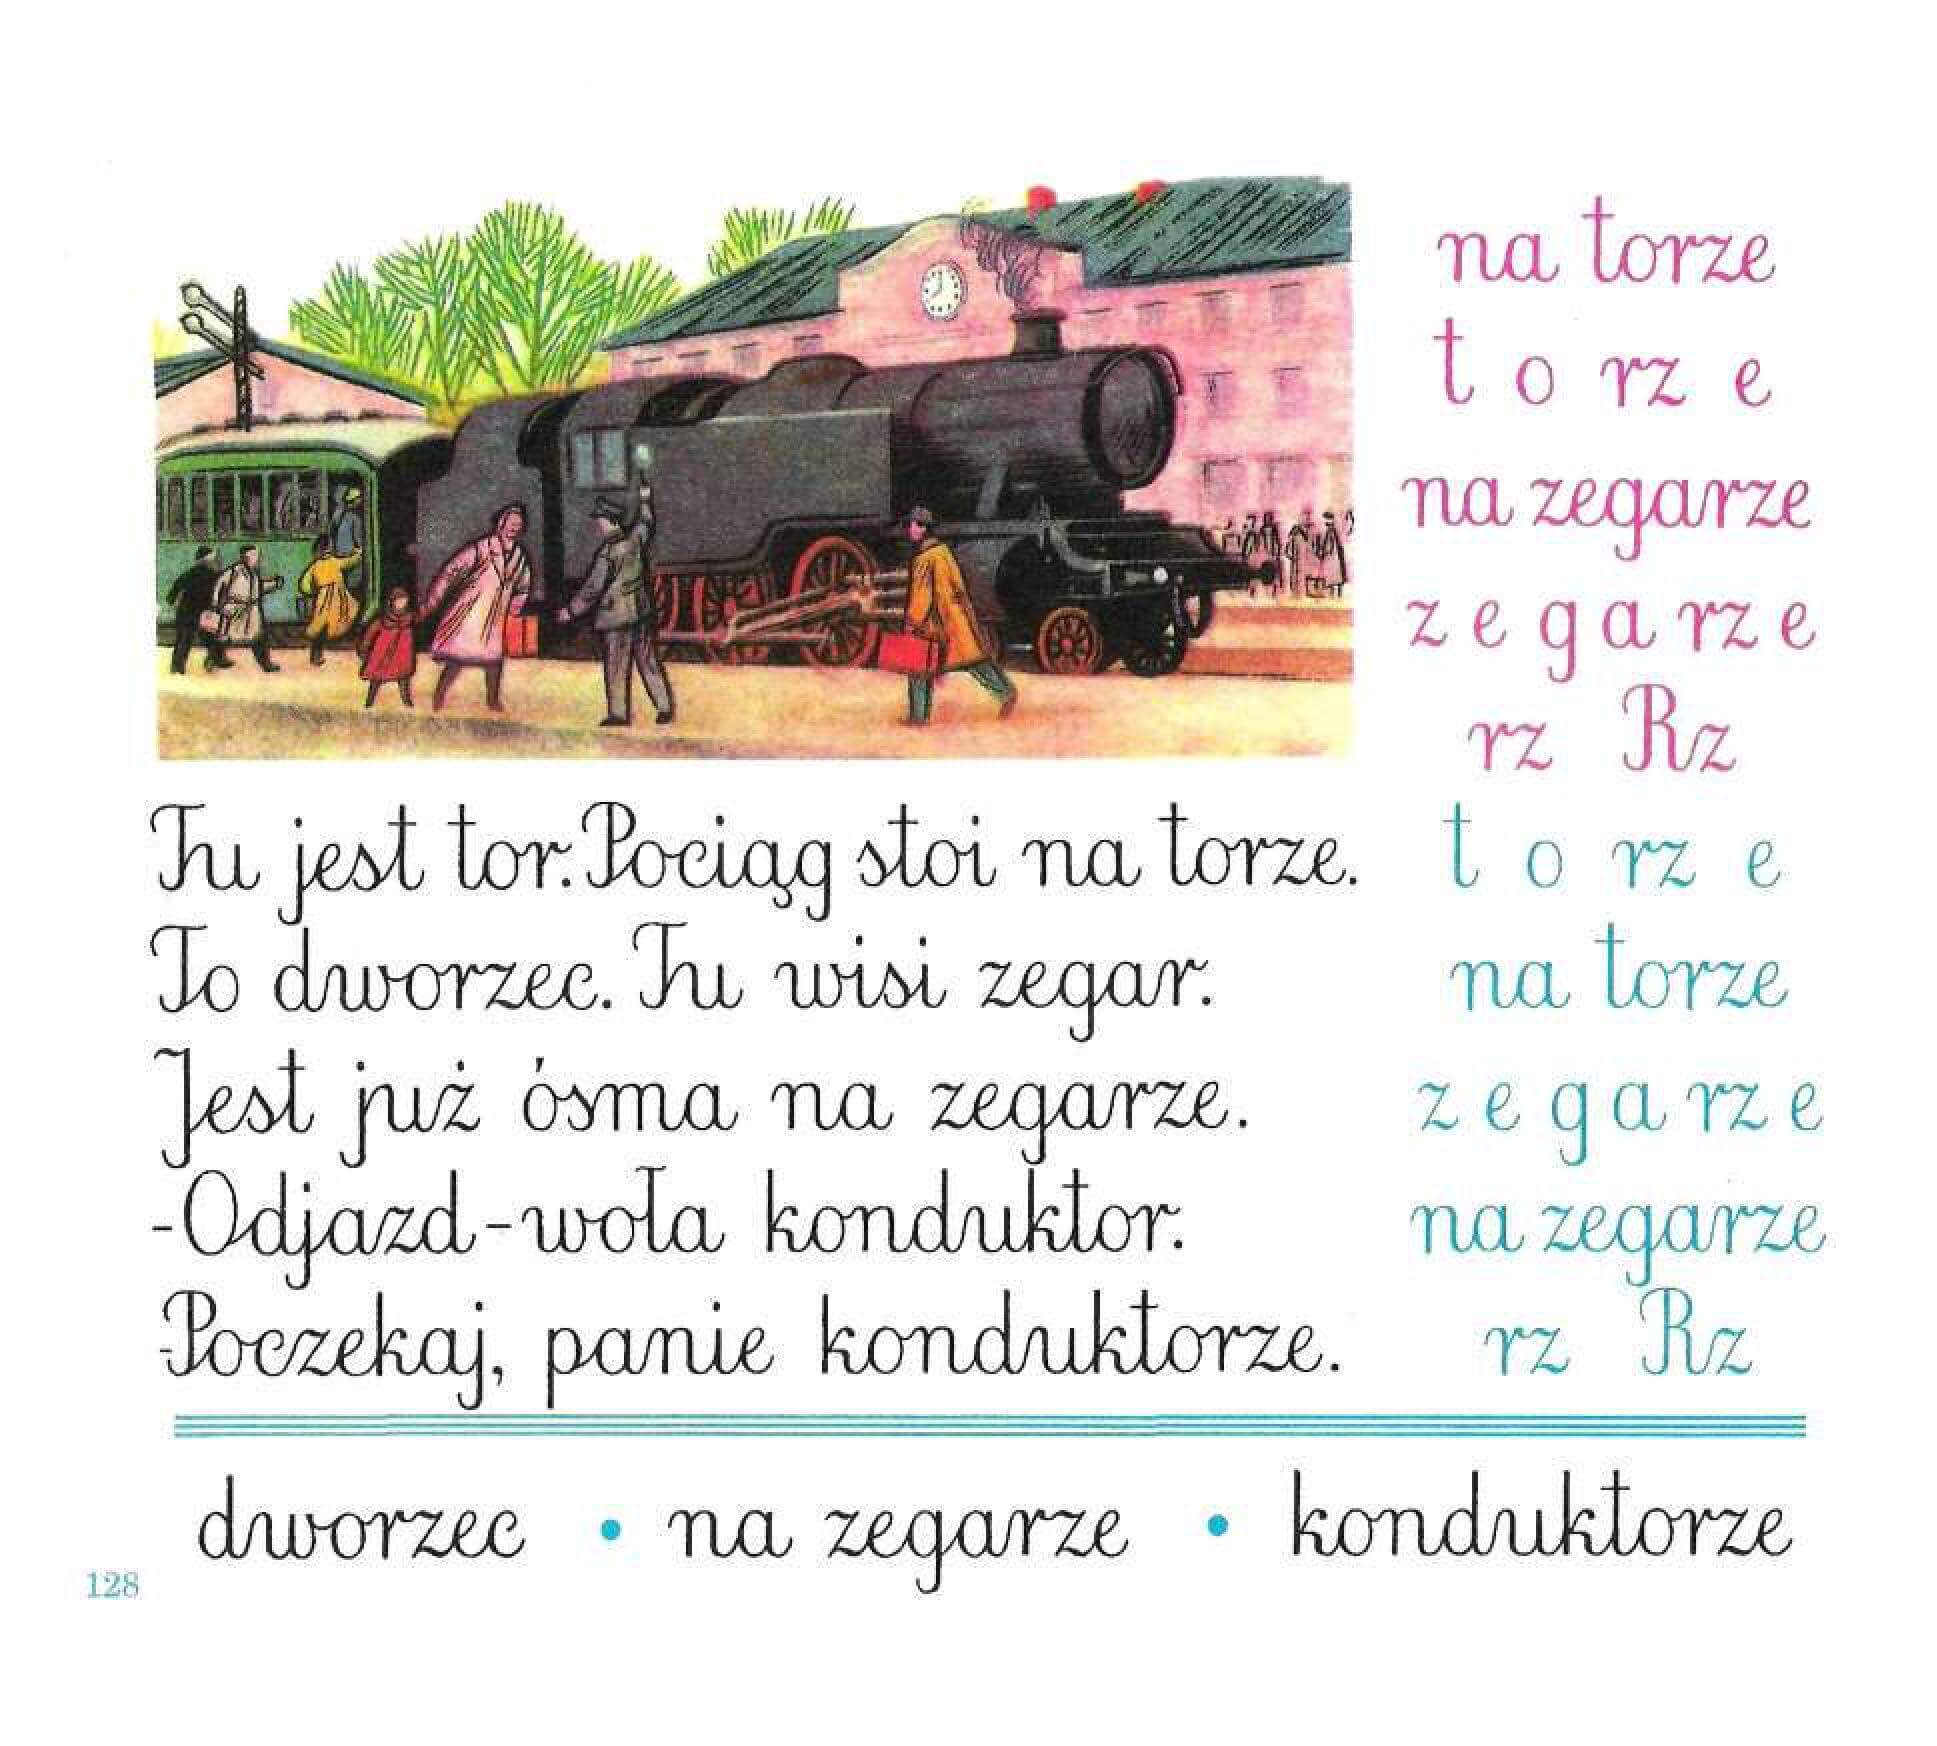 na torze
t o rz e
na zegarze
z e g a rz e
rz Rz
Tu jest tor. Pociąg stoi na torze.
To dworzec. Tu wisi zegar.
Jest już ósma na zegarze.
-Odjazd-woła konduktor.
-Poczekaj, panie konduktorze.
t o rz e
na torze
z e g a rz e
na zegarze
rz Rz
dworzec • na zegarze • konduktorze
128